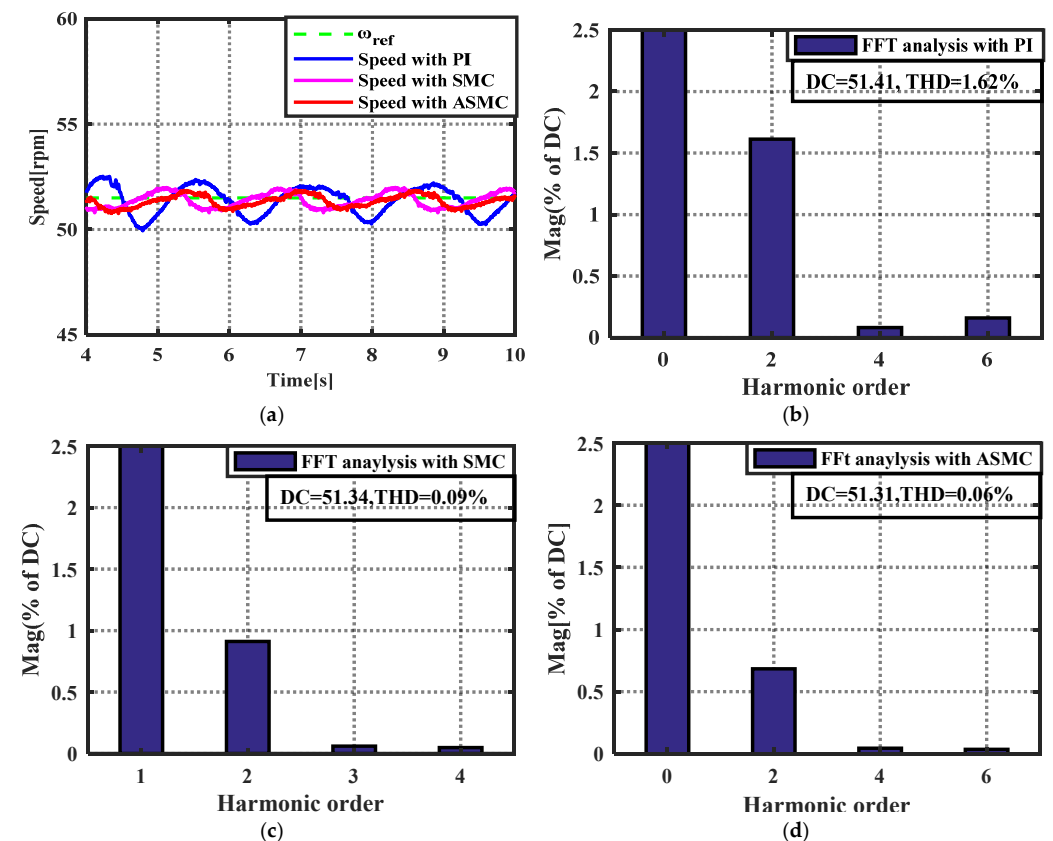 60
55
50
45
Speed[rpm]
ω_ref
Speed with PI
Speed with SMC
Speed with ASMC
4 5 6 7 8 9 10
Time[s]
(a)
2.5
2
1.5
1
0.5
0
Mag(% of DC)
FFT analysis with PI
DC=51.41, THD=1.62%
0 2 4 6
Harmonic order
(b)
2.5
2
1.5
1
0.5
0
Mag(% of DC)
FFT anaylysis with SMC
DC=51.34,THD=0.09%
1 2 3 4
Harmonic order
(c)
2.5
2
1.5
1
0.5
0
Mag[% of DC]
FFt anaylysis with ASMC
DC=51.31,THD=0.06%
0 2 4 6
Harmonic order
(d)